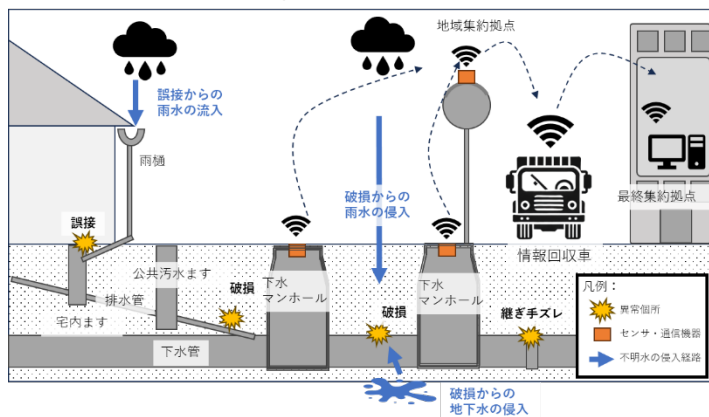 地域集約拠点
誤接からの
雨水の流入
雨樋
破損からの
雨水の侵入
最終集約拠点
誤接
情報回収車
公共汚水ます
破損
下水
マンホール
破損
下水
マンホール
継ぎ手ズレ
排水管
宅内ます
下水管
凡例：
異常個所
センサ・通信機器
不明水の侵入経路
破損からの
地下水の侵入